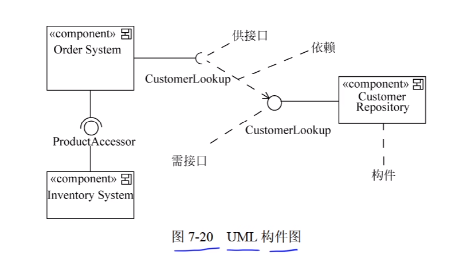 «component»
Order System
供接口
依赖
CustomerLookup
«component»
Customer
Repository
CustomerLookup
ProductAccessor
需接口
构件
«component»
Inventory System
图 7-20 UML 构件图